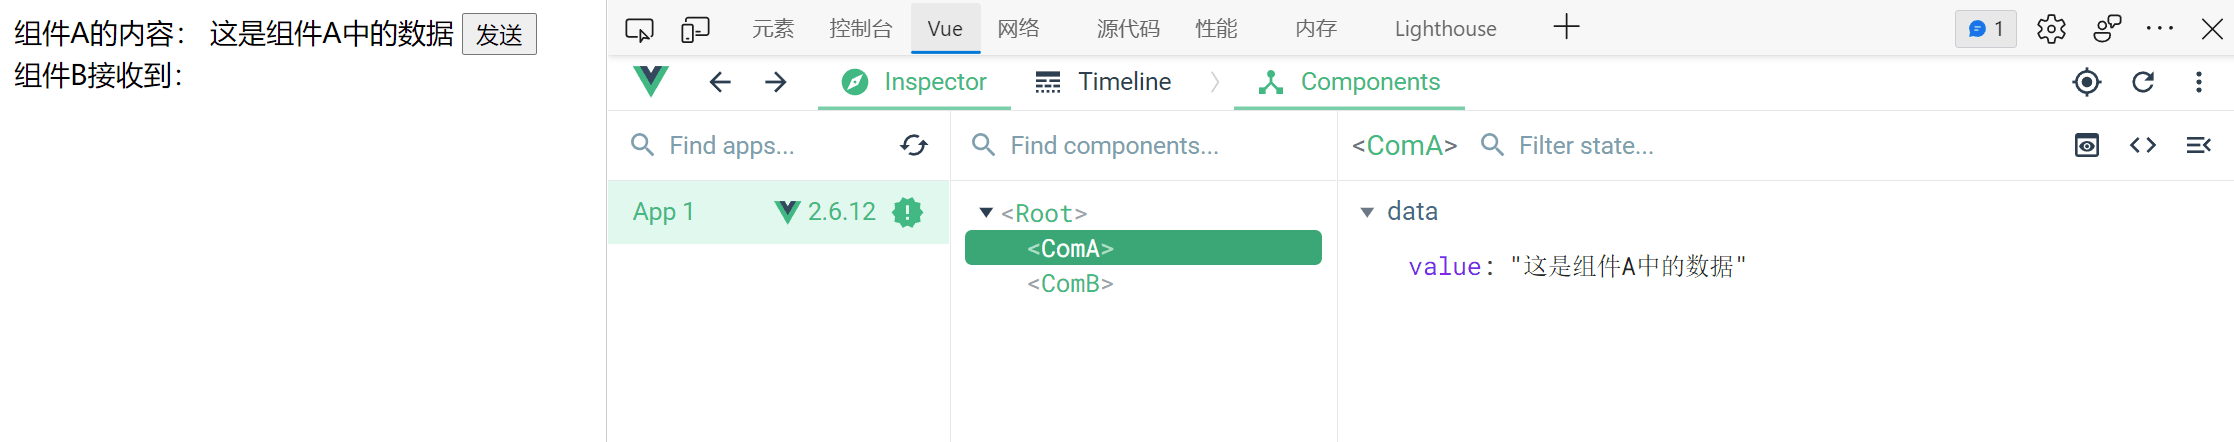 组件A的内容： 这是组件A中的数据 发送
组件B接收到：
元素 控制台 Vue 网络 源代码 性能 内存 Lighthouse 1
Inspector Timeline Components
Find apps... Find components... <ComA> Filter state...
App 1 2.6.12
<Root>
<ComA>
<ComB>
data
value: "这是组件A中的数据"